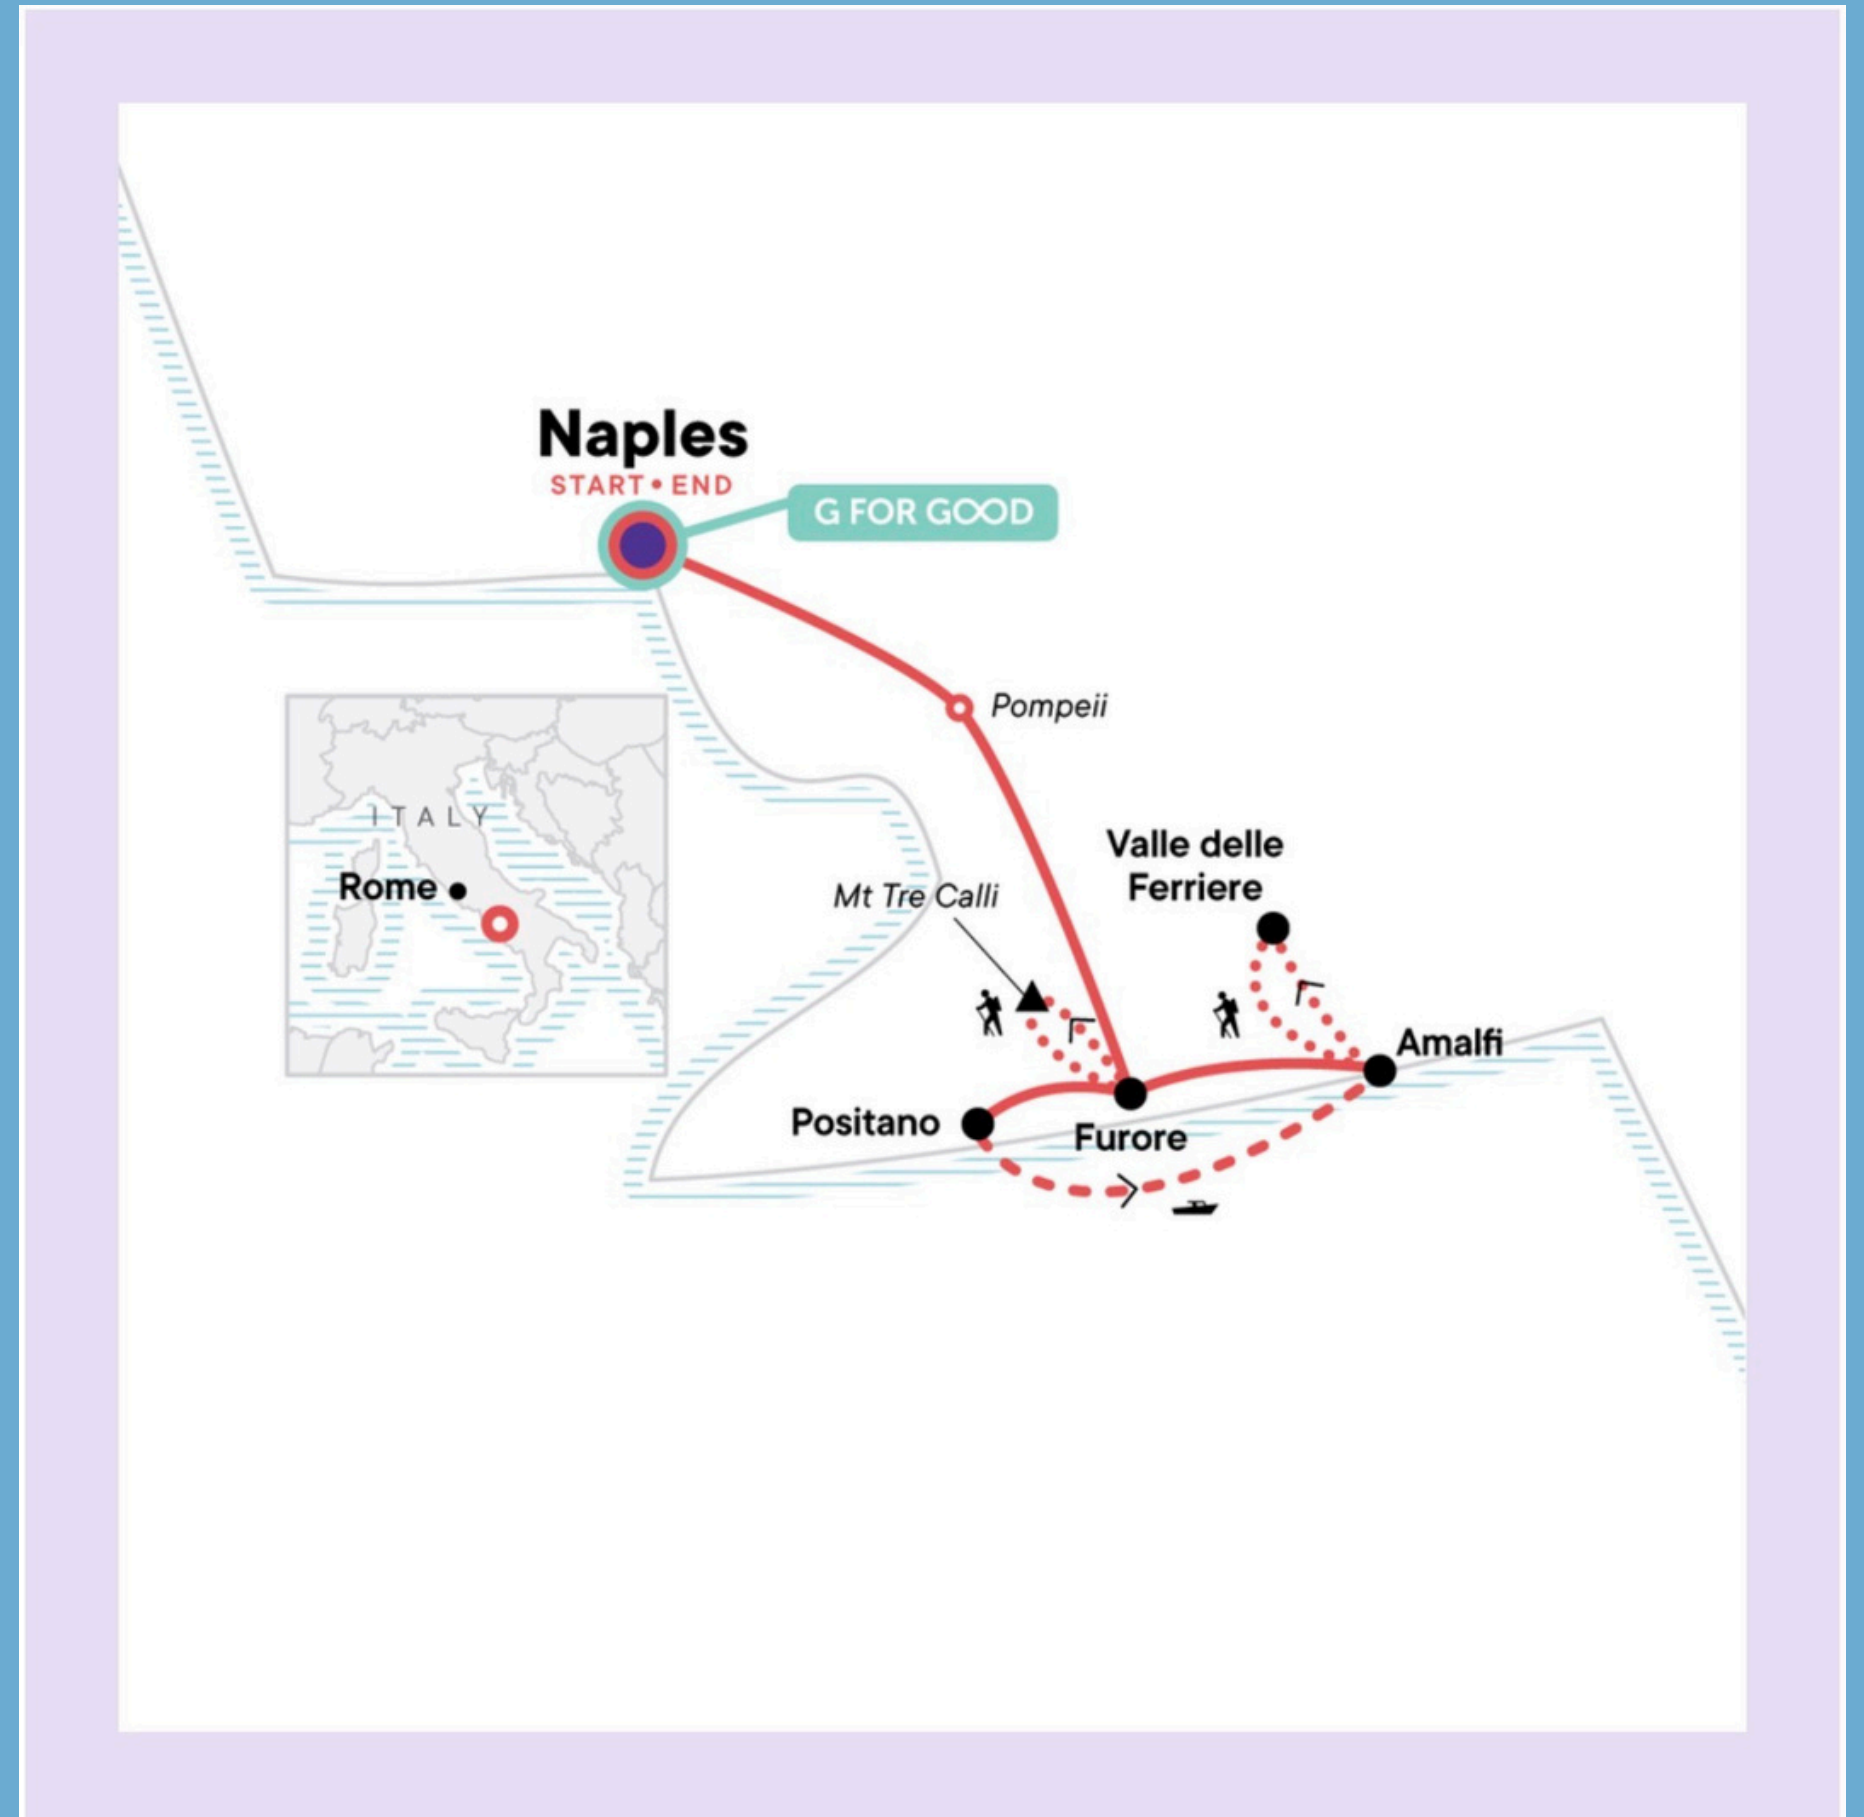 Naples
START • END
G FOR GOOD
Pompeii
ITALY
Rome
Mt Tre Calli
Valle delle
Ferriere
Amalfi
Positano
Furore